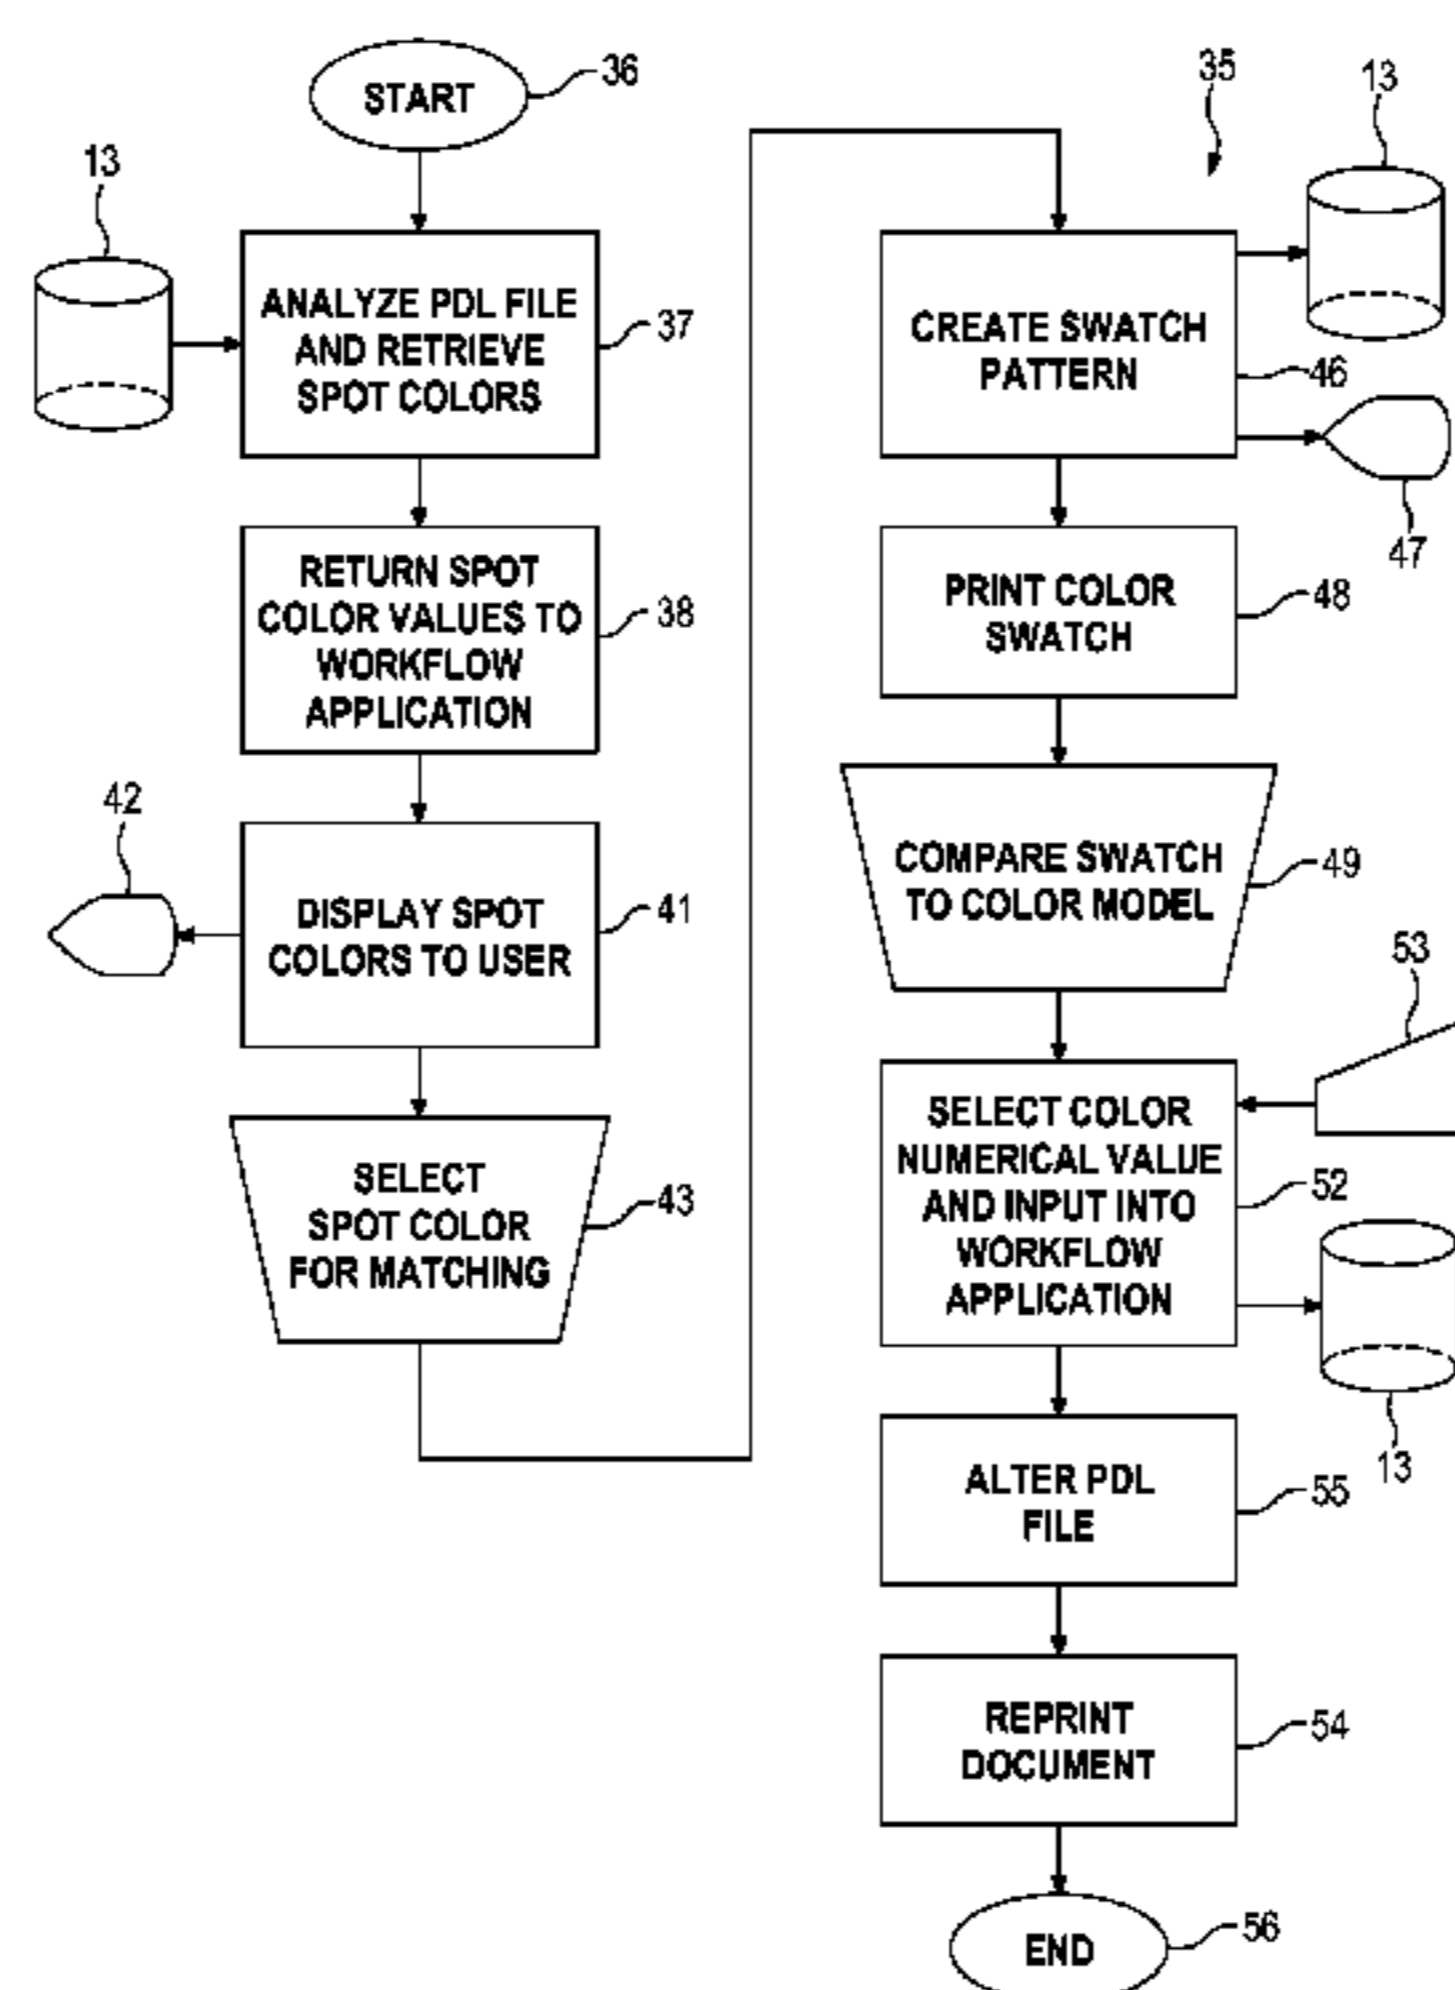 START
36
13
ANALYZE PDL FILE
AND RETRIEVE
SPOT COLORS
37
RETURN SPOT
COLOR VALUES TO
WORKFLOW
APPLICATION
38
42
DISPLAY SPOT
COLORS TO USER
41
SELECT
SPOT COLOR
FOR MATCHING
43
35
13
CREATE SWATCH
PATTERN
46
47
PRINT COLOR
SWATCH
48
COMPARE SWATCH
TO COLOR MODEL
49
53
SELECT COLOR
NUMERICAL VALUE
AND INPUT INTO
WORKFLOW
APPLICATION
52
13
ALTER PDL
FILE
55
REPRINT
DOCUMENT
54
END
56